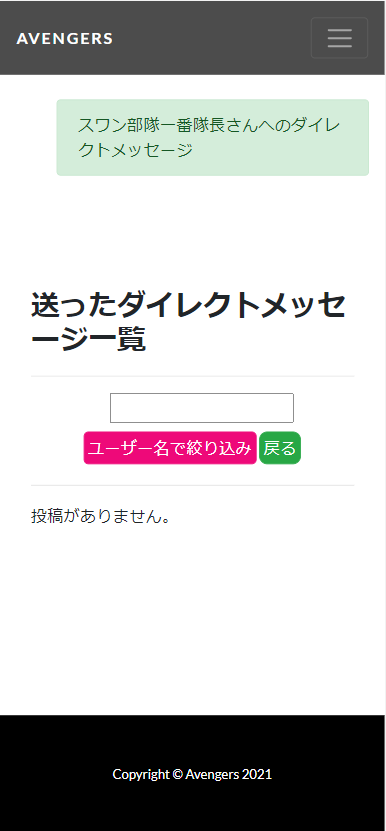 AVENGERS
スワン部隊一番隊長さんへのダイレ
クトメッセージ
送ったダイレクトメッセ
ージ一覧
ユーザー名で絞り込み 戻る
投稿がありません。
Copyright © Avengers 2021